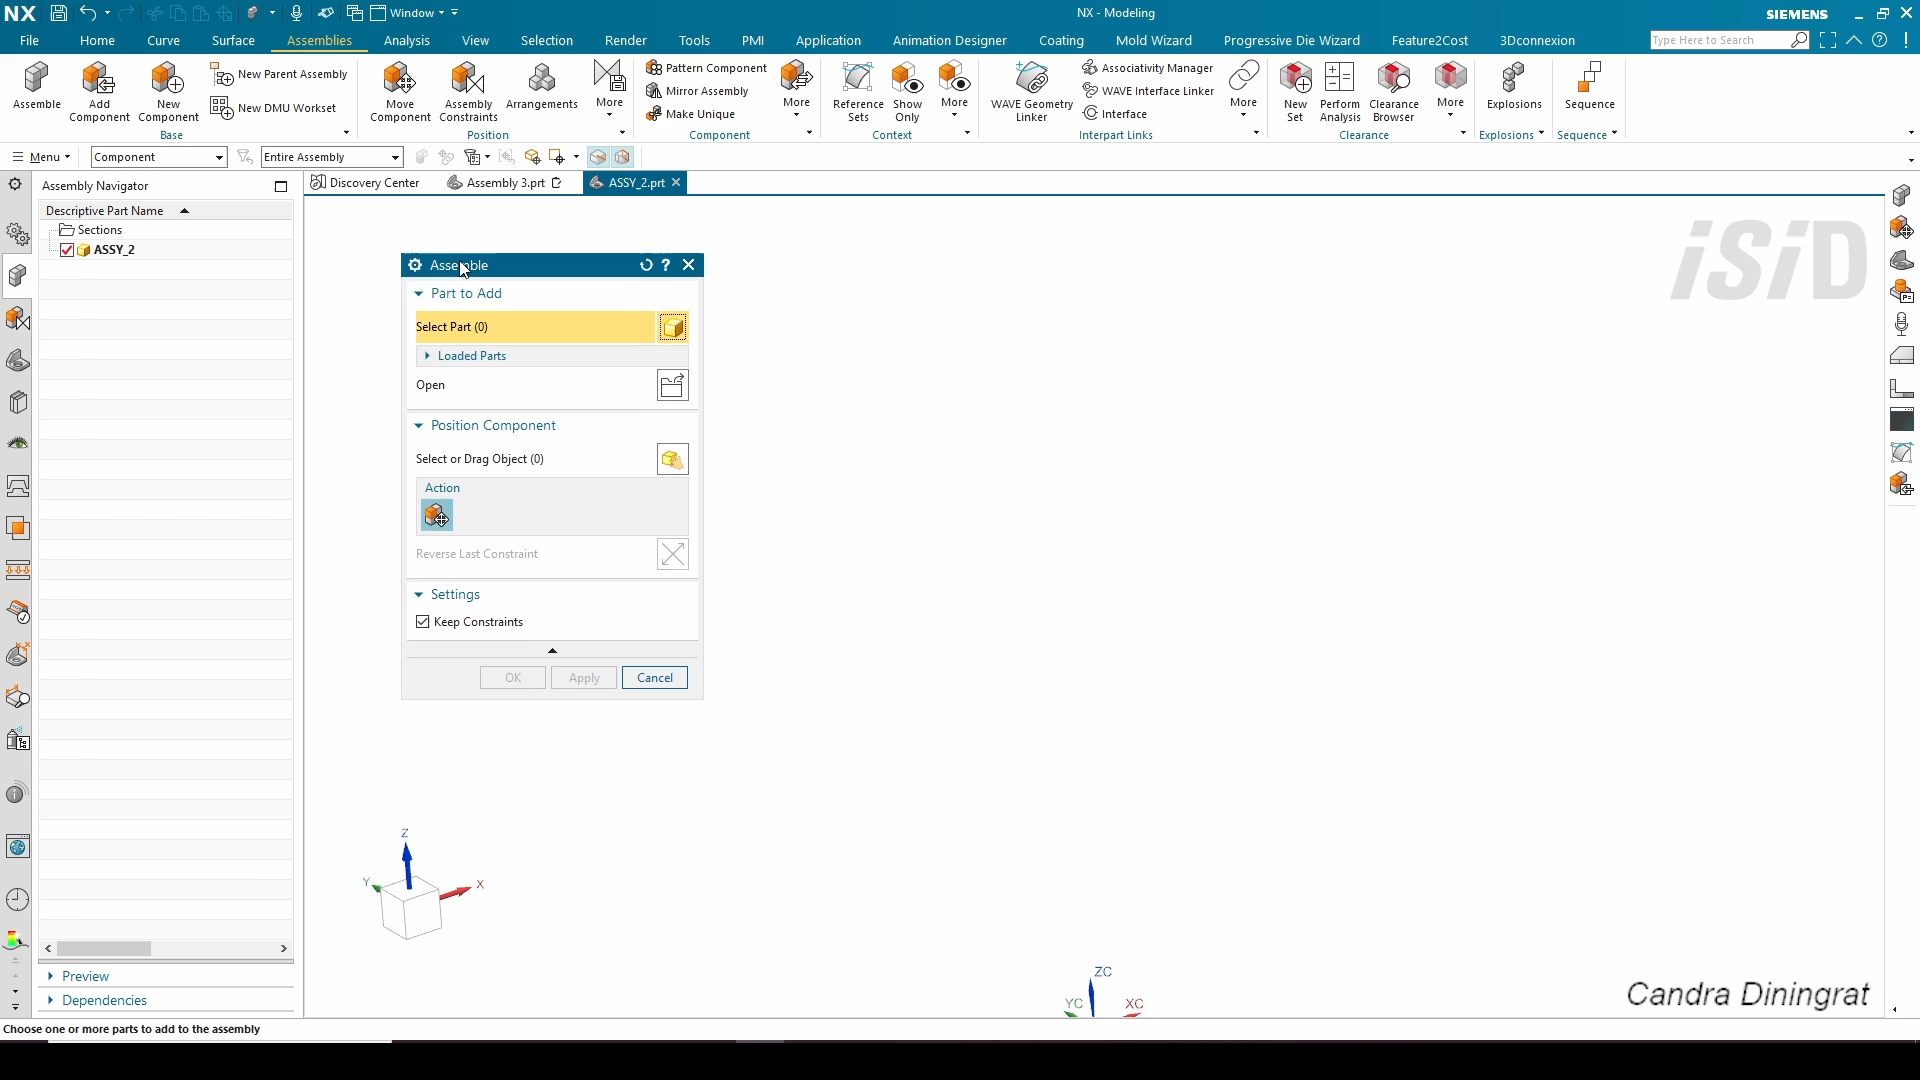 NX
Window
NX - Modeling
SIEMENS
File
Home
Curve
Surface
Assemblies
Analysis
View
Selection
Render
Tools
PMI
Application
Animation Designer
Coating
Mold Wizard
Progressive Die Wizard
Feature2Cost
3Dconnexion
Type Here to Search
Assemble
Add Component
New Component
New Parent Assembly
New DMU Workset
Base
Move Component
Assembly Constraints
Arrangements
More
Position
Pattern Component
Mirror Assembly
Make Unique
More
Component
Reference Sets
Show Only
More
Context
WAVE Geometry Linker
Associativity Manager
WAVE Interface Linker
Interface
More
Interpart Links
New Set
Perform Analysis
Clearance Browser
More
Clearance
Explosions
Explosions
Sequence
Sequence
Menu
Component
Entire Assembly
Assembly Navigator
Discovery Center
Assembly 3.prt
ASSY_2.prt
Descriptive Part Name
Sections
ASSY_2
iSiD
Assemble
Part to Add
Select Part (0)
Loaded Parts
Open
Position Component
Select or Drag Object (0)
Action
Reverse Last Constraint
Settings
Keep Constraints
OK
Apply
Cancel
Z
Y
X
ZC
YC
XC
Preview
Dependencies
Candra Diningrat
Choose one or more parts to add to the assembly